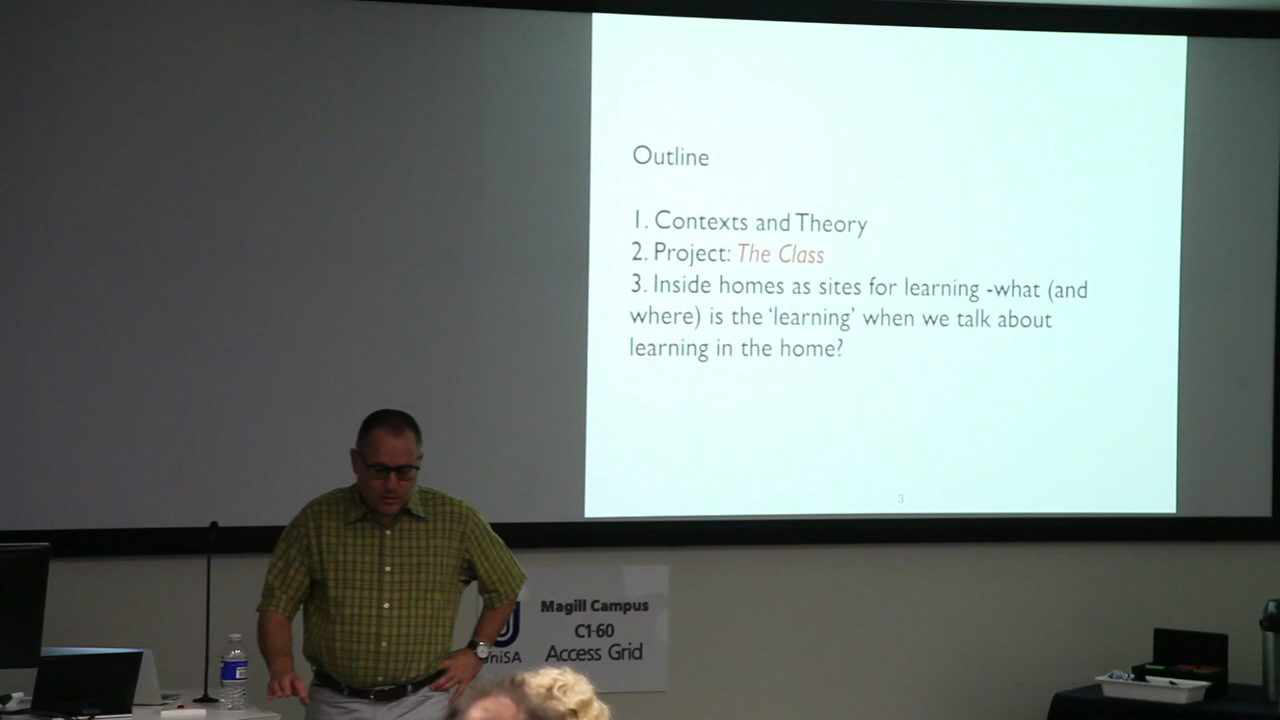 Outline
1. Contexts and Theory
2. Project: The Class
3. Inside homes as sites for learning -what (and
where) is the 'learning' when we talk about
learning in the home?
3
Magill Campus
C1-60
Access Grid
UniSA